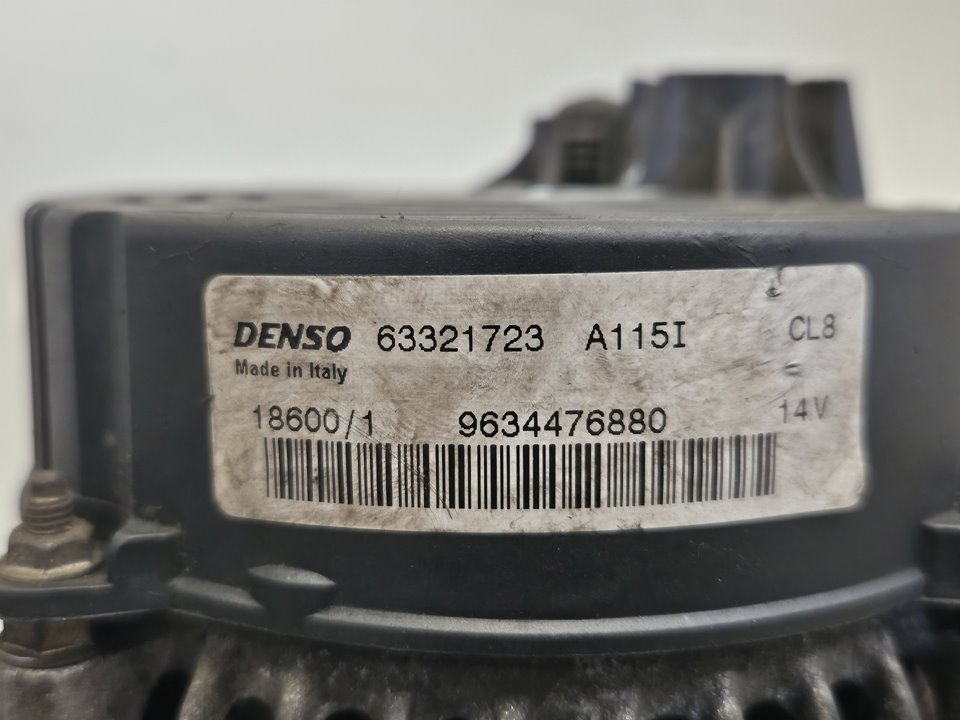 DENSO 63321723 A115I CL8
Made in Italy
18600/1 9634476880 14V